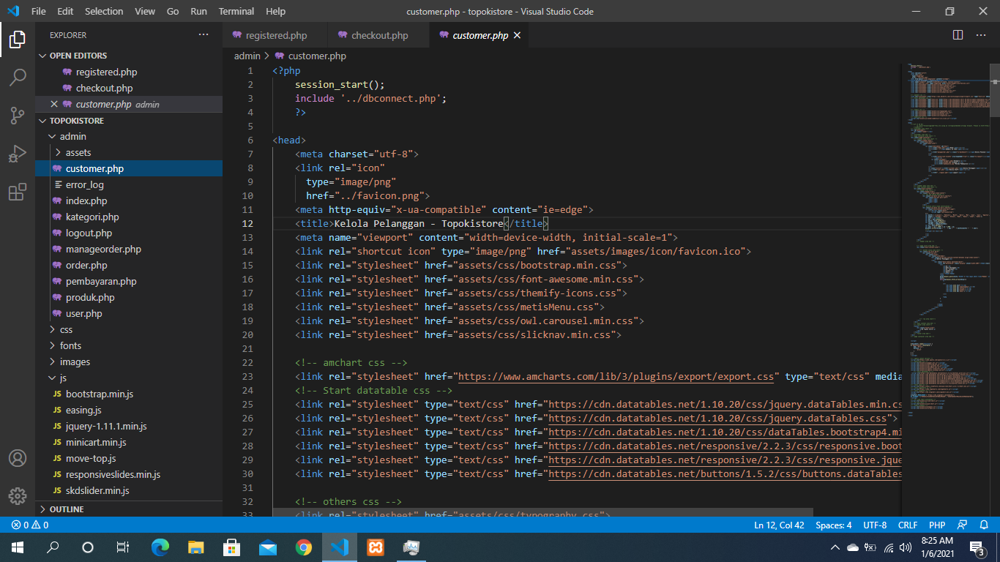 File Edit Selection View Go Run Terminal Help
customer.php - topokistore - Visual Studio Code
EXPLORER
OPEN EDITORS
registered.php
checkout.php
customer.php admin
TOPOKISTORE
admin
assets
customer.php
error_log
index.php
kategori.php
logout.php
manageorder.php
order.php
pembayaran.php
produk.php
user.php
css
fonts
images
js
JS bootstrap.min.js
JS easing.js
JS jquery-1.11.1.min.js
JS minicart.min.js
JS move-top.js
JS responsiveslides.min.js
JS skdslider.min.js
OUTLINE
registered.php checkout.php customer.php
admin > customer.php
1 <?php
2 session_start();
3 include '../dbconnect.php';
4 ?>
5
6 <head>
7 <meta charset="utf-8">
8 <link rel="icon"
9 type="image/png"
10 href="../favicon.png">
11 <meta http-equiv="x-ua-compatible" content="ie=edge">
12 <title>Kelola Pelanggan - Topokistore</title>
13 <meta name="viewport" content="width=device-width, initial-scale=1">
14 <link rel="shortcut icon" type="image/png" href="assets/images/icon/favicon.ico">
15 <link rel="stylesheet" href="assets/css/bootstrap.min.css">
16 <link rel="stylesheet" href="assets/css/font-awesome.min.css">
17 <link rel="stylesheet" href="assets/css/themify-icons.css">
18 <link rel="stylesheet" href="assets/css/metisMenu.css">
19 <link rel="stylesheet" href="assets/css/owl.carousel.min.css">
20 <link rel="stylesheet" href="assets/css/slicknav.min.css">
21
22 <!-- amchart css -->
23 <link rel="stylesheet" href="https://www.amcharts.com/lib/3/plugins/export/export.css" type="text/css" media
24 <!-- Start datatable css -->
25 <link rel="stylesheet" type="text/css" href="https://cdn.datatables.net/1.10.20/css/jquery.dataTables.min.cs
26 <link rel="stylesheet" type="text/css" href="https://cdn.datatables.net/1.10.20/css/jquery.dataTables.css">
27 <link rel="stylesheet" type="text/css" href="https://cdn.datatables.net/1.10.20/css/dataTables.bootstrap4.mi
28 <link rel="stylesheet" type="text/css" href="https://cdn.datatables.net/responsive/2.2.3/css/responsive.boot
29 <link rel="stylesheet" type="text/css" href="https://cdn.datatables.net/responsive/2.2.3/css/responsive.jque
30 <link rel="stylesheet" type="text/css" href="https://cdn.datatables.net/buttons/1.5.2/css/buttons.dataTables
31
32 <!-- others css -->
33 <link rel="stylesheet" href="assets/css/typography.css">
0 0
Ln 12, Col 42 Spaces: 4 UTF-8 CRLF PHP
8:25 AM
1/6/2021
3